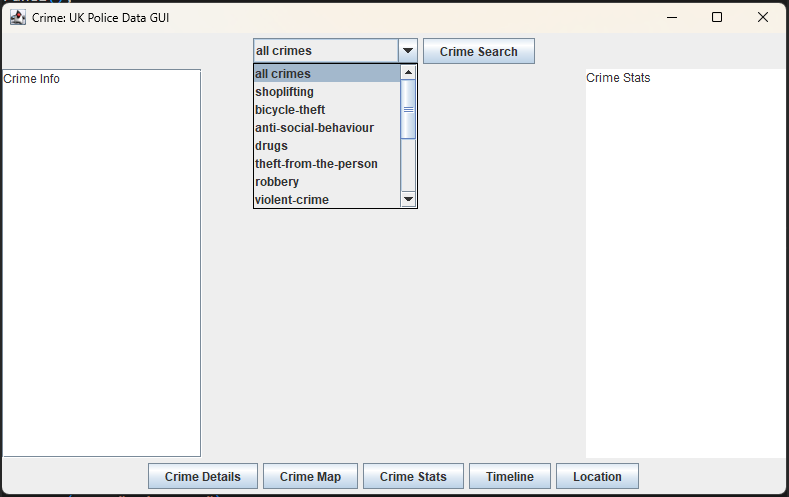 Crime: UK Police Data GUI
all crimes
Crime Search
Crime Info
all crimes
shoplifting
bicycle-theft
anti-social-behaviour
drugs
theft-from-the-person
robbery
violent-crime
Crime Stats
Crime Details
Crime Map
Crime Stats
Timeline
Location